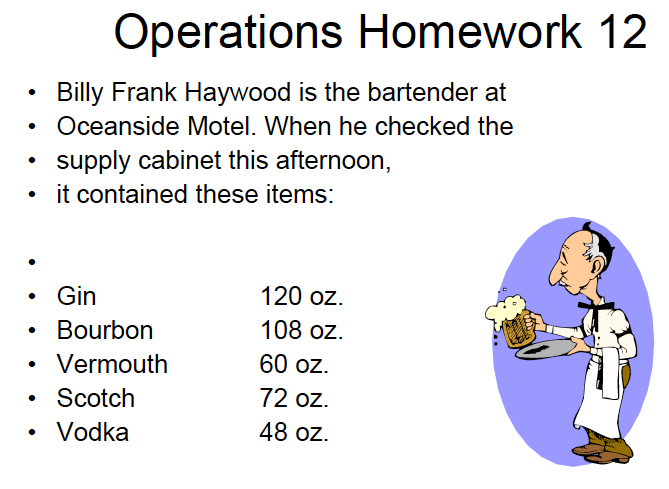 Operations Homework 12
• Billy Frank Haywood is the bartender at
• Oceanside Motel. When he checked the
• supply cabinet this afternoon,
• it contained these items:
•
• Gin 120 oz.
• Bourbon 108 oz.
• Vermouth 60 oz.
• Scotch 72 oz.
• Vodka 48 oz.